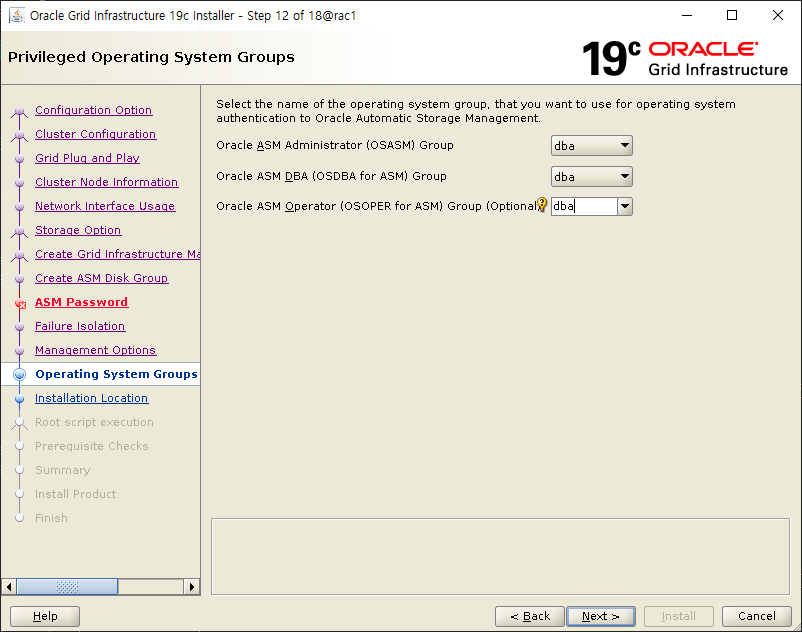 Oracle Grid Infrastructure 19c Installer - Step 12 of 18@rac1
Privileged Operating System Groups
19c ORACLE
Grid Infrastructure
Configuration Option
Cluster Configuration
Grid Plug and Play
Cluster Node Information
Network Interface Usage
Storage Option
Create Grid Infrastructure Ma
Create ASM Disk Group
ASM Password
Failure Isolation
Management Options
Operating System Groups
Installation Location
Root script execution
Prerequisite Checks
Summary
Install Product
Finish
Select the name of the operating system group, that you want to use for operating system
authentication to Oracle Automatic Storage Management.
Oracle ASM Administrator (OSASM) Group dba
Oracle ASM DBA (OSDBA for ASM) Group dba
Oracle ASM Operator (OSOPER for ASM) Group (Optional) dba
Help < Back Next > Install Cancel